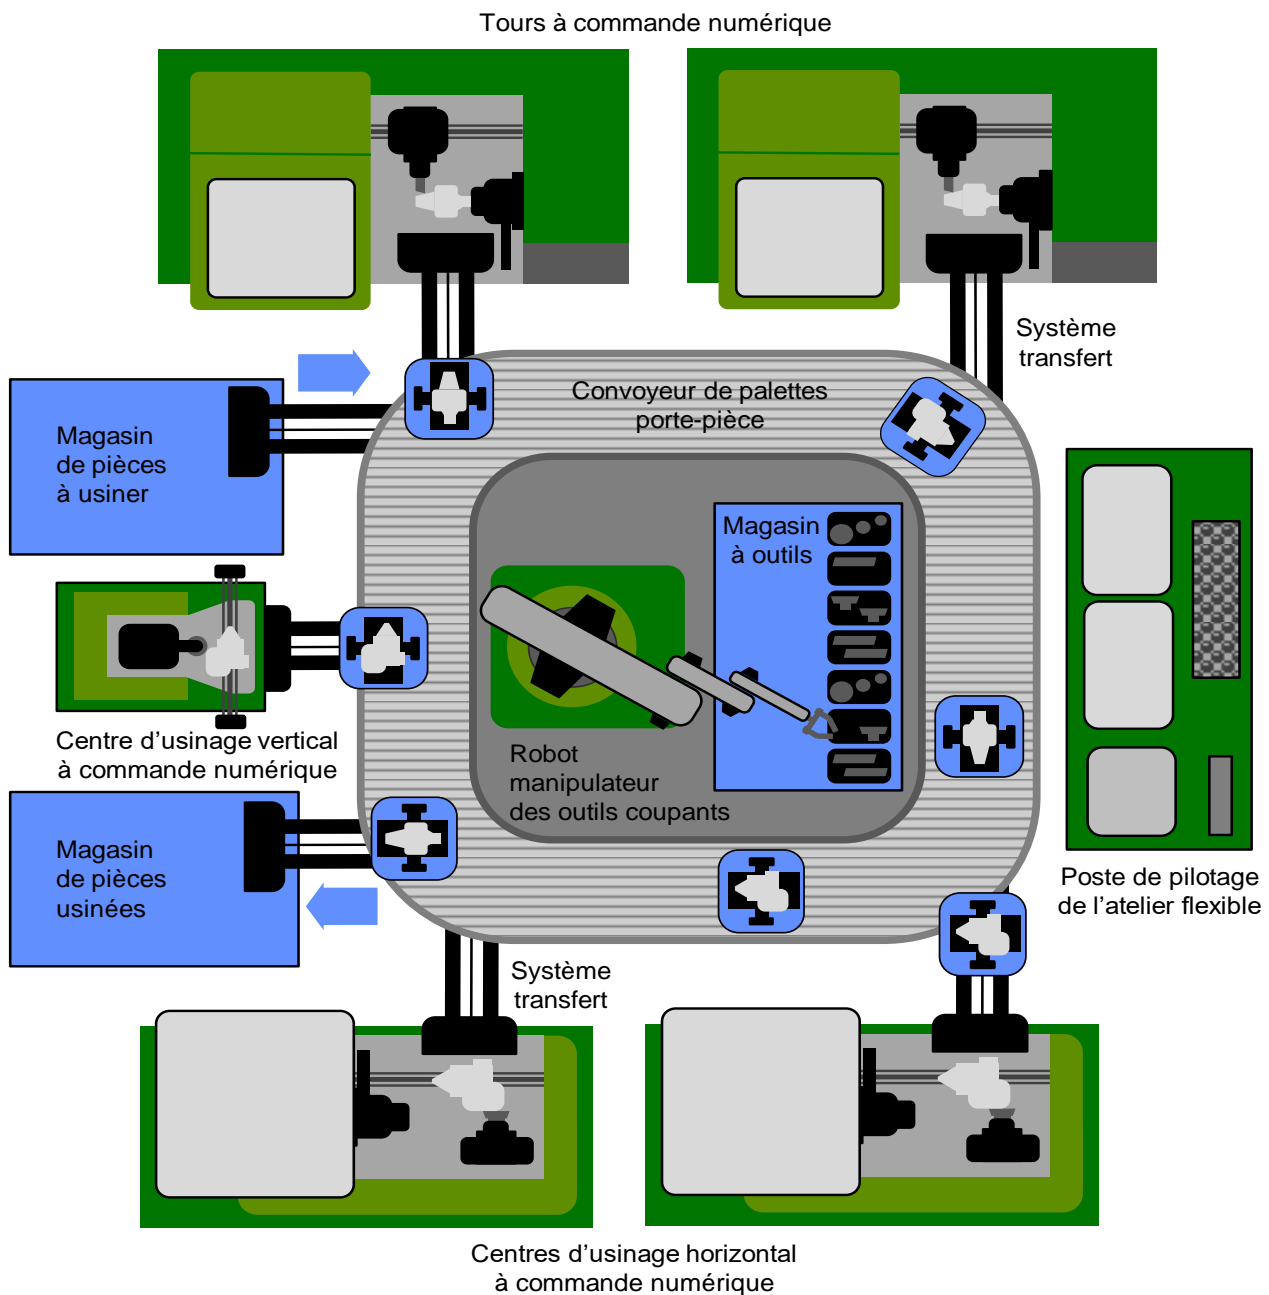 Tours à commande numérique
Système
transfert
Convoyeur de palettes
porte-pièce
Magasin
de pièces
à usiner
Magasin
à outils
Centre d'usinage vertical
à commande numérique
Robot
manipulateur
des outils coupants
Magasin
de pièces
usinées
Poste de pilotage
de l'atelier flexible
Système
transfert
Centres d'usinage horizontal
à commande numérique